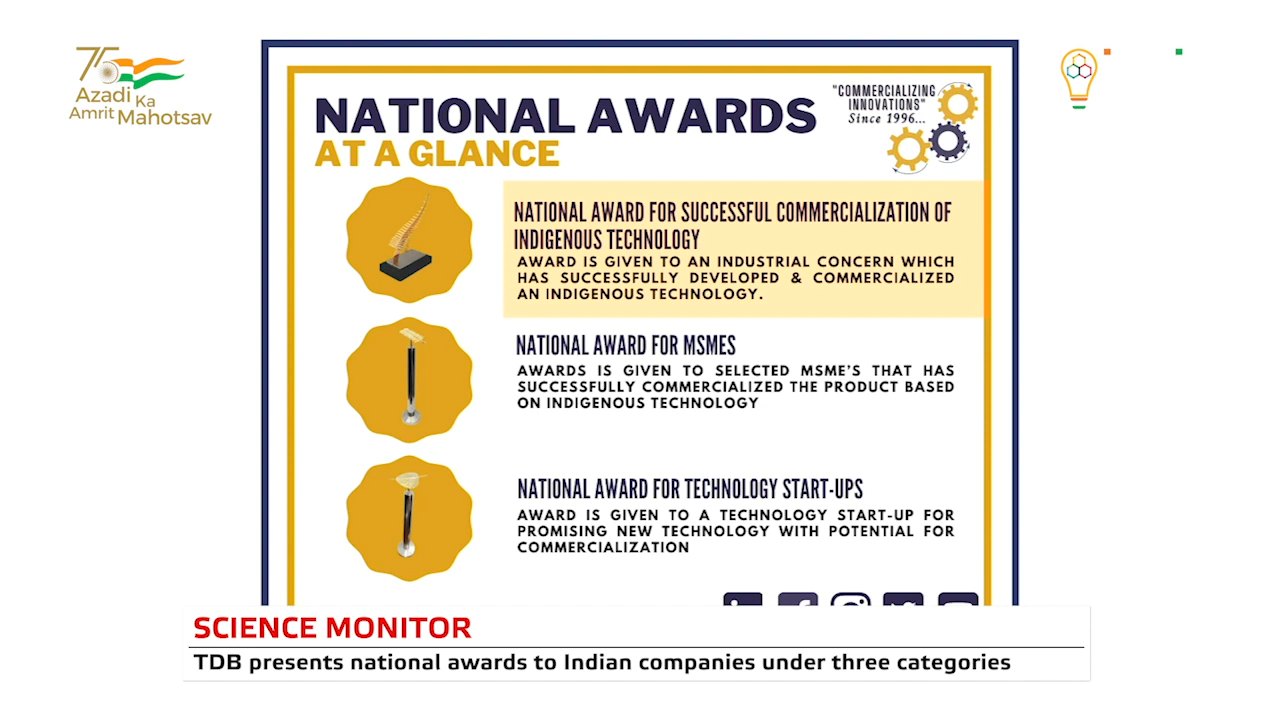 75
Azadi Ka
Amrit Mahotsav
NATIONAL AWARDS
AT A GLANCE
"COMMERCIALIZING
INNOVATIONS"
Since 1996...
NATIONAL AWARD FOR SUCCESSFUL COMMERCIALIZATION OF
INDIGENOUS TECHNOLOGY
AWARD IS GIVEN TO AN INDUSTRIAL CONCERN WHICH
HAS SUCCESSFULLY DEVELOPED & COMMERCIALIZED
AN INDIGENOUS TECHNOLOGY.
NATIONAL AWARD FOR MSMES
AWARDS IS GIVEN TO SELECTED MSME'S THAT HAS
SUCCESSFULLY COMMERCIALIZED THE PRODUCT BASED
ON INDIGENOUS TECHNOLOGY
NATIONAL AWARD FOR TECHNOLOGY START-UPS
AWARD IS GIVEN TO A TECHNOLOGY START-UP FOR
PROMISING NEW TECHNOLOGY WITH POTENTIAL FOR
COMMERCIALIZATION
SCIENCE MONITOR
TDB presents national awards to Indian companies under three categories